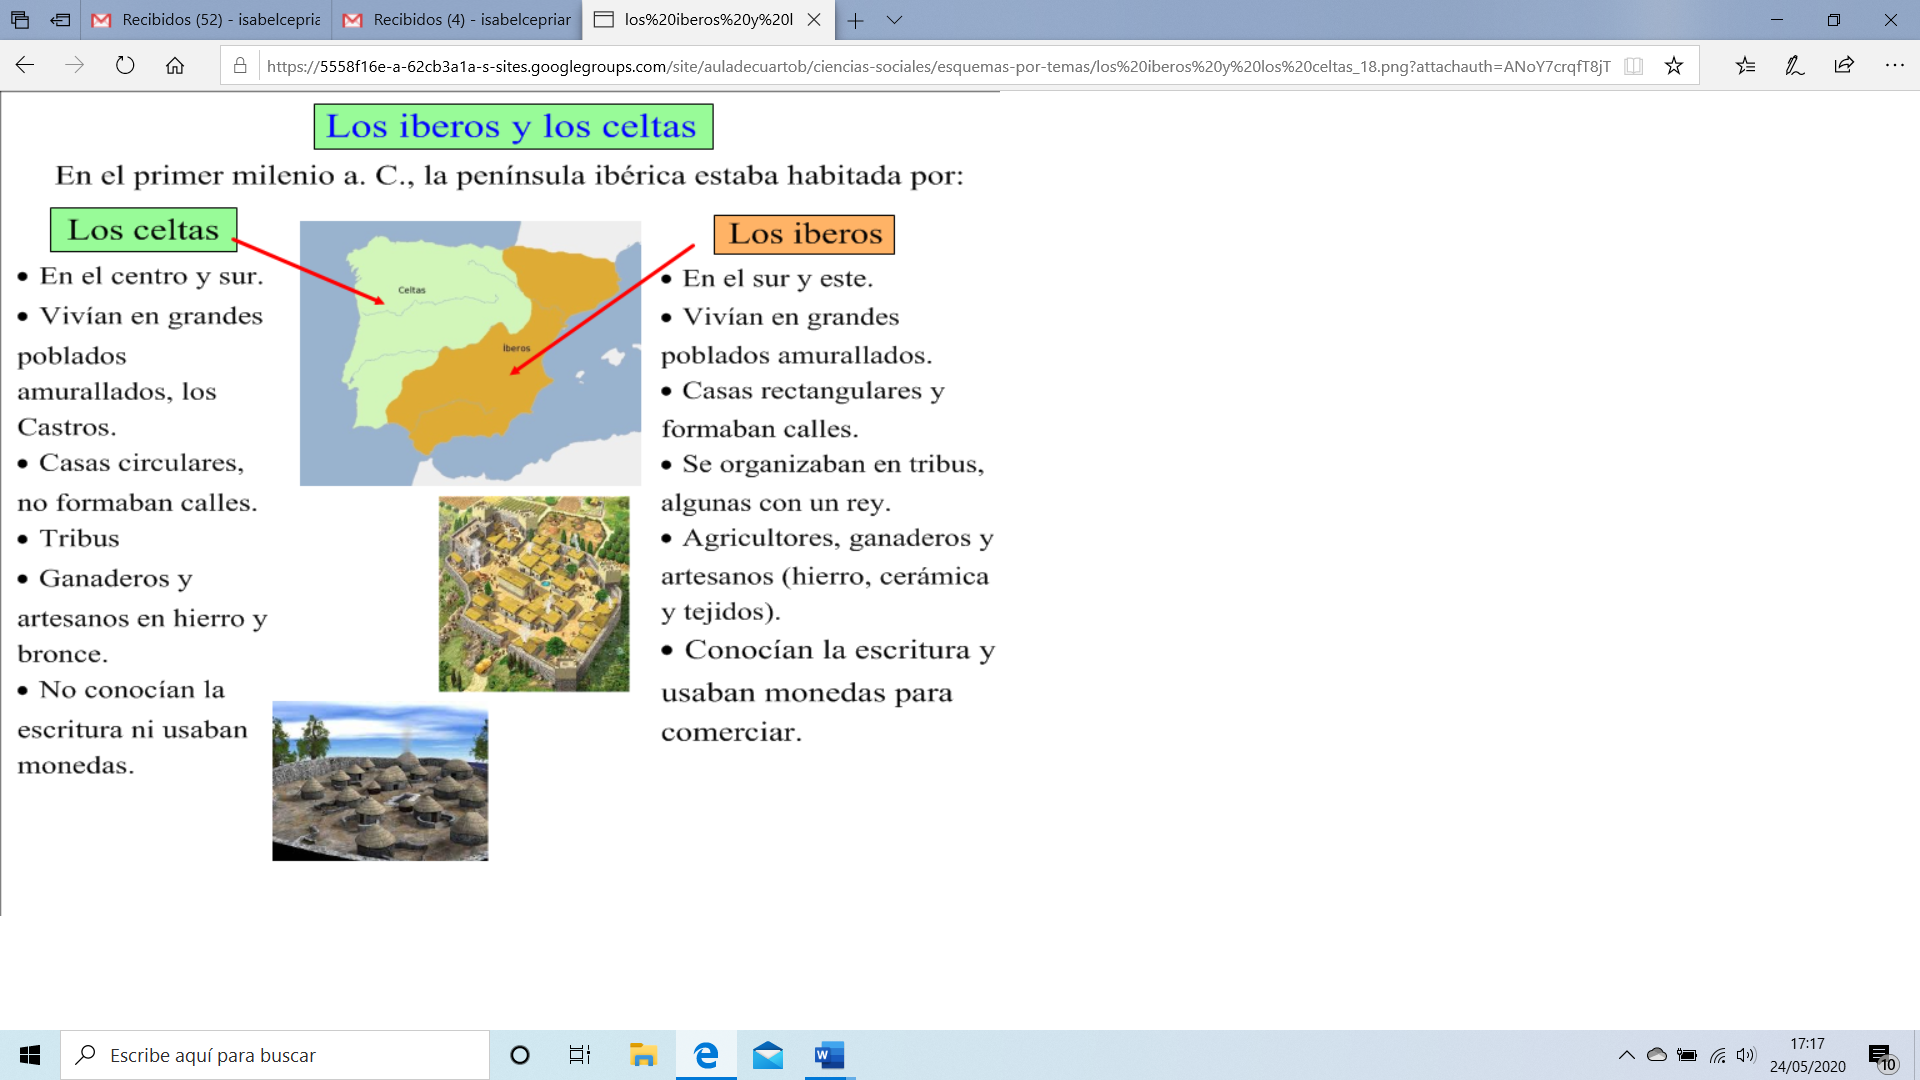 Recibidos (52) - isabelcepria
Recibidos (4) - isabelcepriar
los%20iberos%20y%20l
https://5558f16e-a-62cb3a1a-s-sites.googlegroups.com/site/auladecuartob/ciencias-sociales/esquemas-por-temas/los%20iberos%20y%20los%20celtas_18.png?attachauth=ANoY7crqfT8jT
Los iberos y los celtas
En el primer milenio a. C., la península ibérica estaba habitada por:
Los celtas
• En el centro y sur.
• Vivían en grandes
poblados
amurallados, los
Castros.
• Casas circulares,
no formaban calles.
• Tribus
• Ganaderos y
artesanos en hierro y
bronce.
• No conocían la
escritura ni usaban
monedas.
Celtas
Íberos
Los iberos
• En el sur y este.
• Vivían en grandes
poblados amurallados.
• Casas rectangulares y
formaban calles.
• Se organizaban en tribus,
algunas con un rey.
• Agricultores, ganaderos y
artesanos (hierro, cerámica
y tejidos).
• Conocían la escritura y
usaban monedas para
comerciar.
Escribe aquí para buscar
17:17
24/05/2020
10